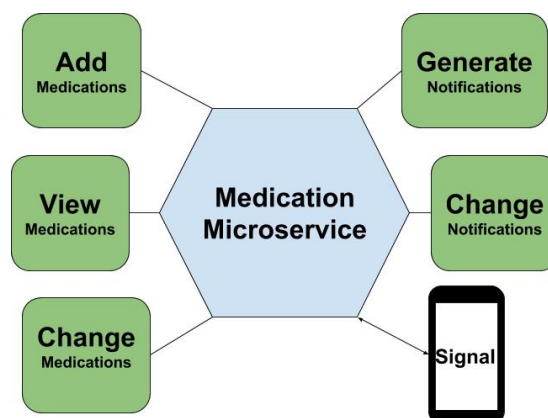 Add
Medications
Generate
Notifications
View
Medications
Medication
Microservice
Change
Notifications
Change
Medications
Signal